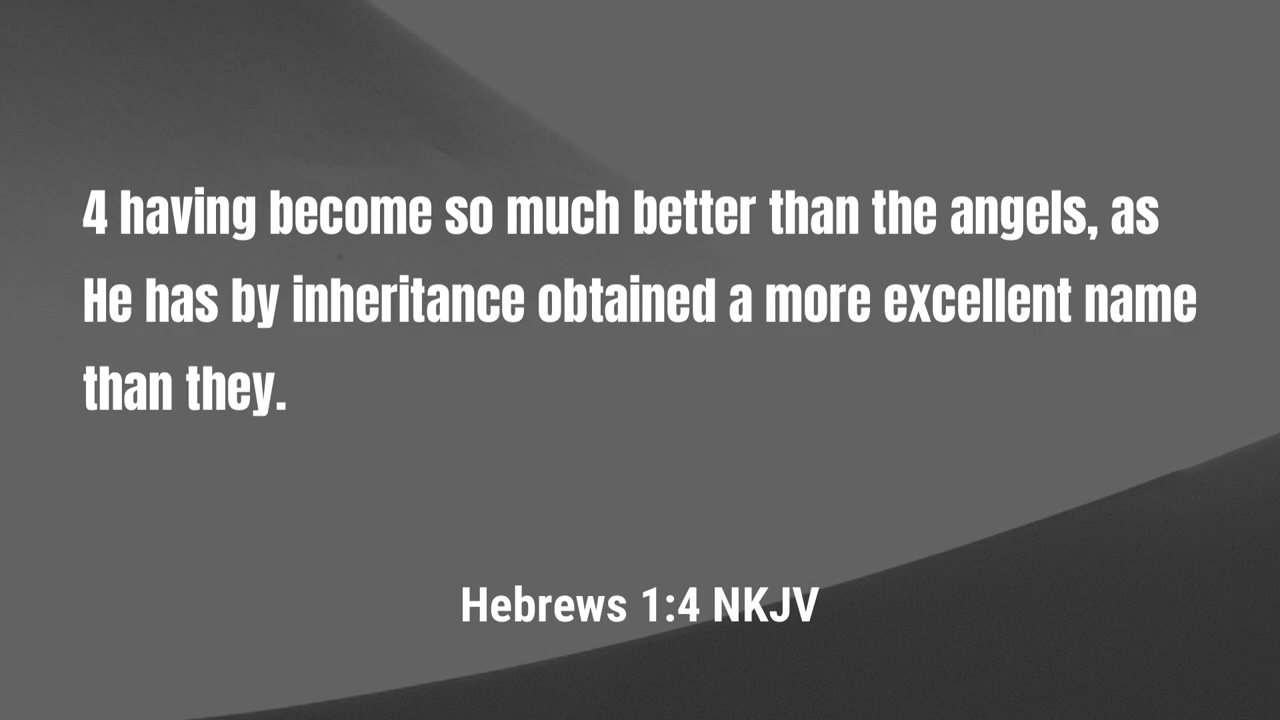 4 having become so much better than the angels, as
He has by inheritance obtained a more excellent name
than they.
Hebrews 1:4 NKJV